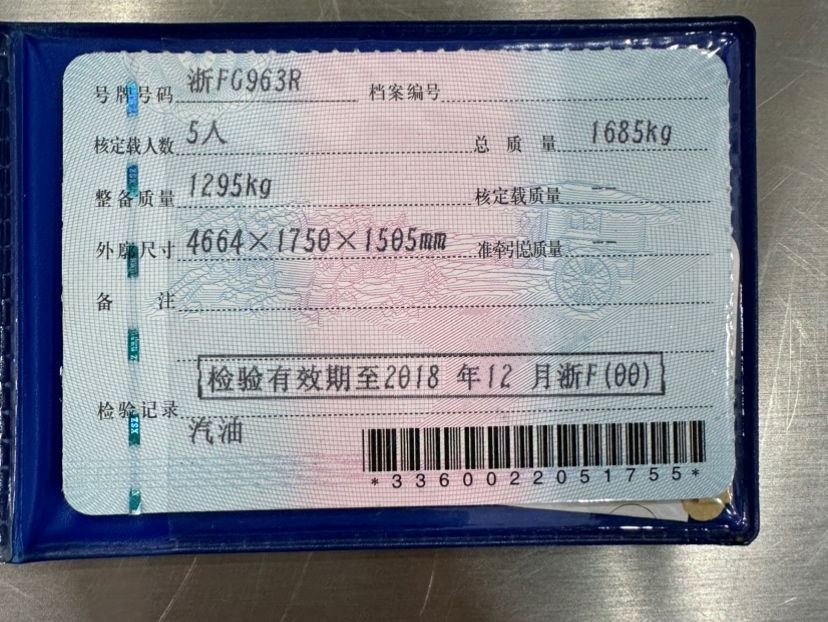 号牌号码 浙FG963R 档案编号
核定载人数 5人 总质量 1685kg
整备质量 1295kg 核定载质量 --
外廓尺寸 4664×1750×1505mm 准牵引总质量 --
备注
检验有效期至2018 年12 月浙F(00)
检验记录
汽油
*3360022051755*